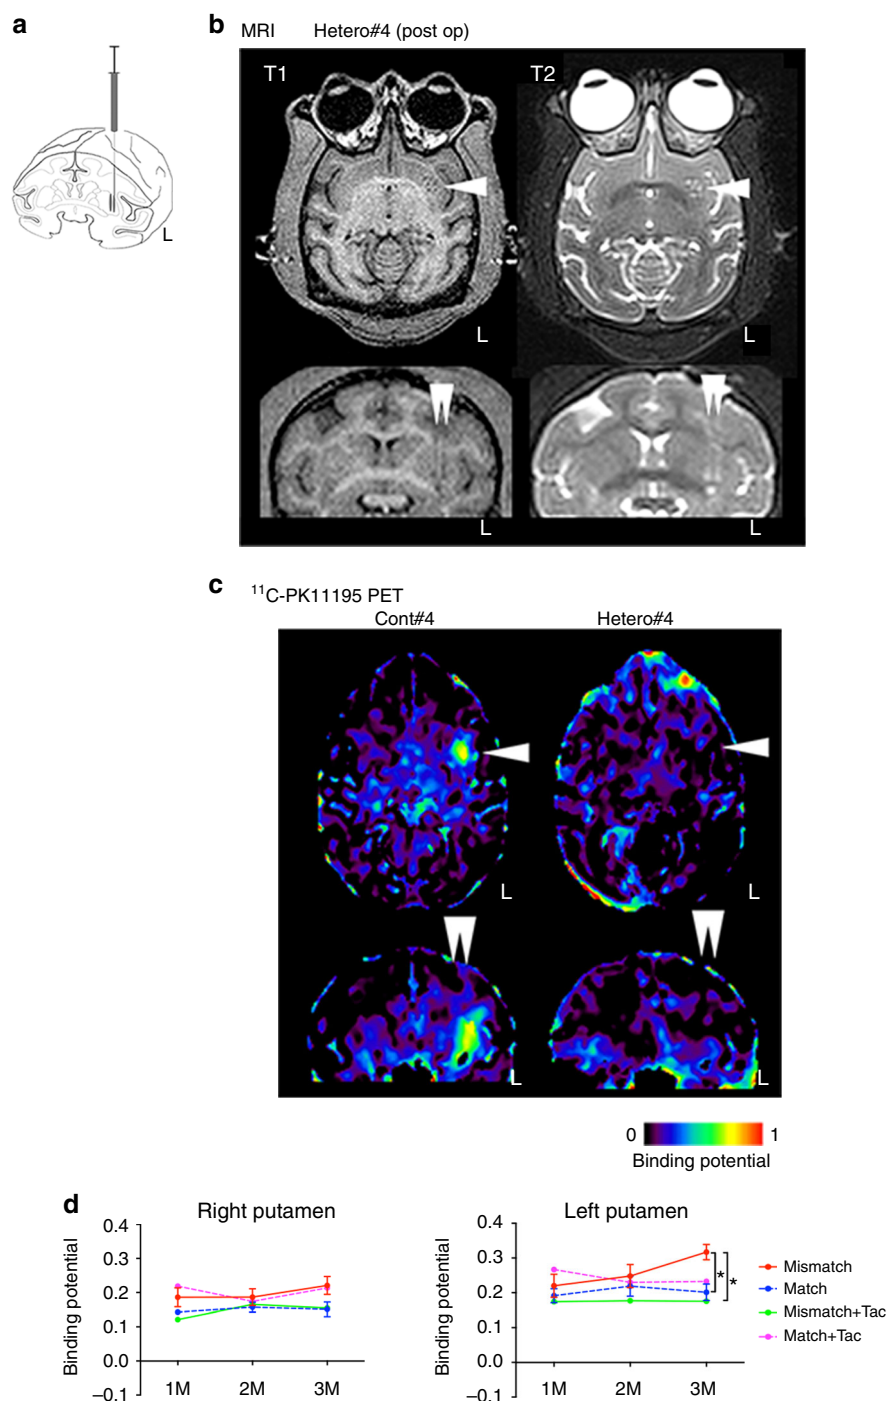 a
L
b
MRI Hetero#4 (post op)
T1
T2
L
L
L
L
c
11C-PK11195 PET
Cont#4
Hetero#4
L
L
L
L
0
1
Binding potential
d
Right putamen
Binding potential
0.4
0.3
0.2
0.1
0.0
–0.1
1M
2M
3M
Left putamen
Binding potential
0.4
0.3
0.2
0.1
0.0
–0.1
1M
2M
3M
*
*
Mismatch
Match
Mismatch+Tac
Match+Tac